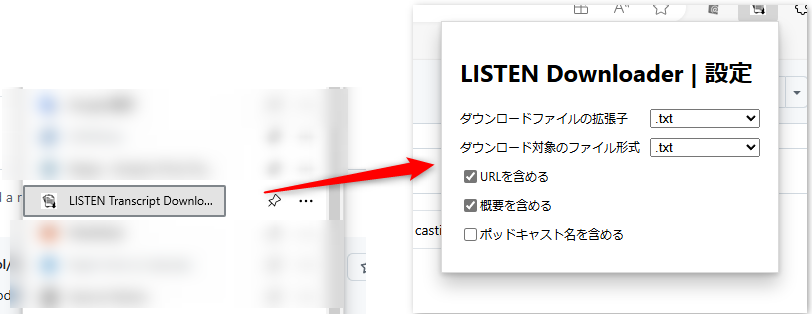 LISTEN Transcript Downlo...
LISTEN Downloader | 設定
ダウンロードファイルの拡張子 .txt
ダウンロード対象のファイル形式 .txt
URLを含める
概要を含める
ポッドキャスト名を含める
casti